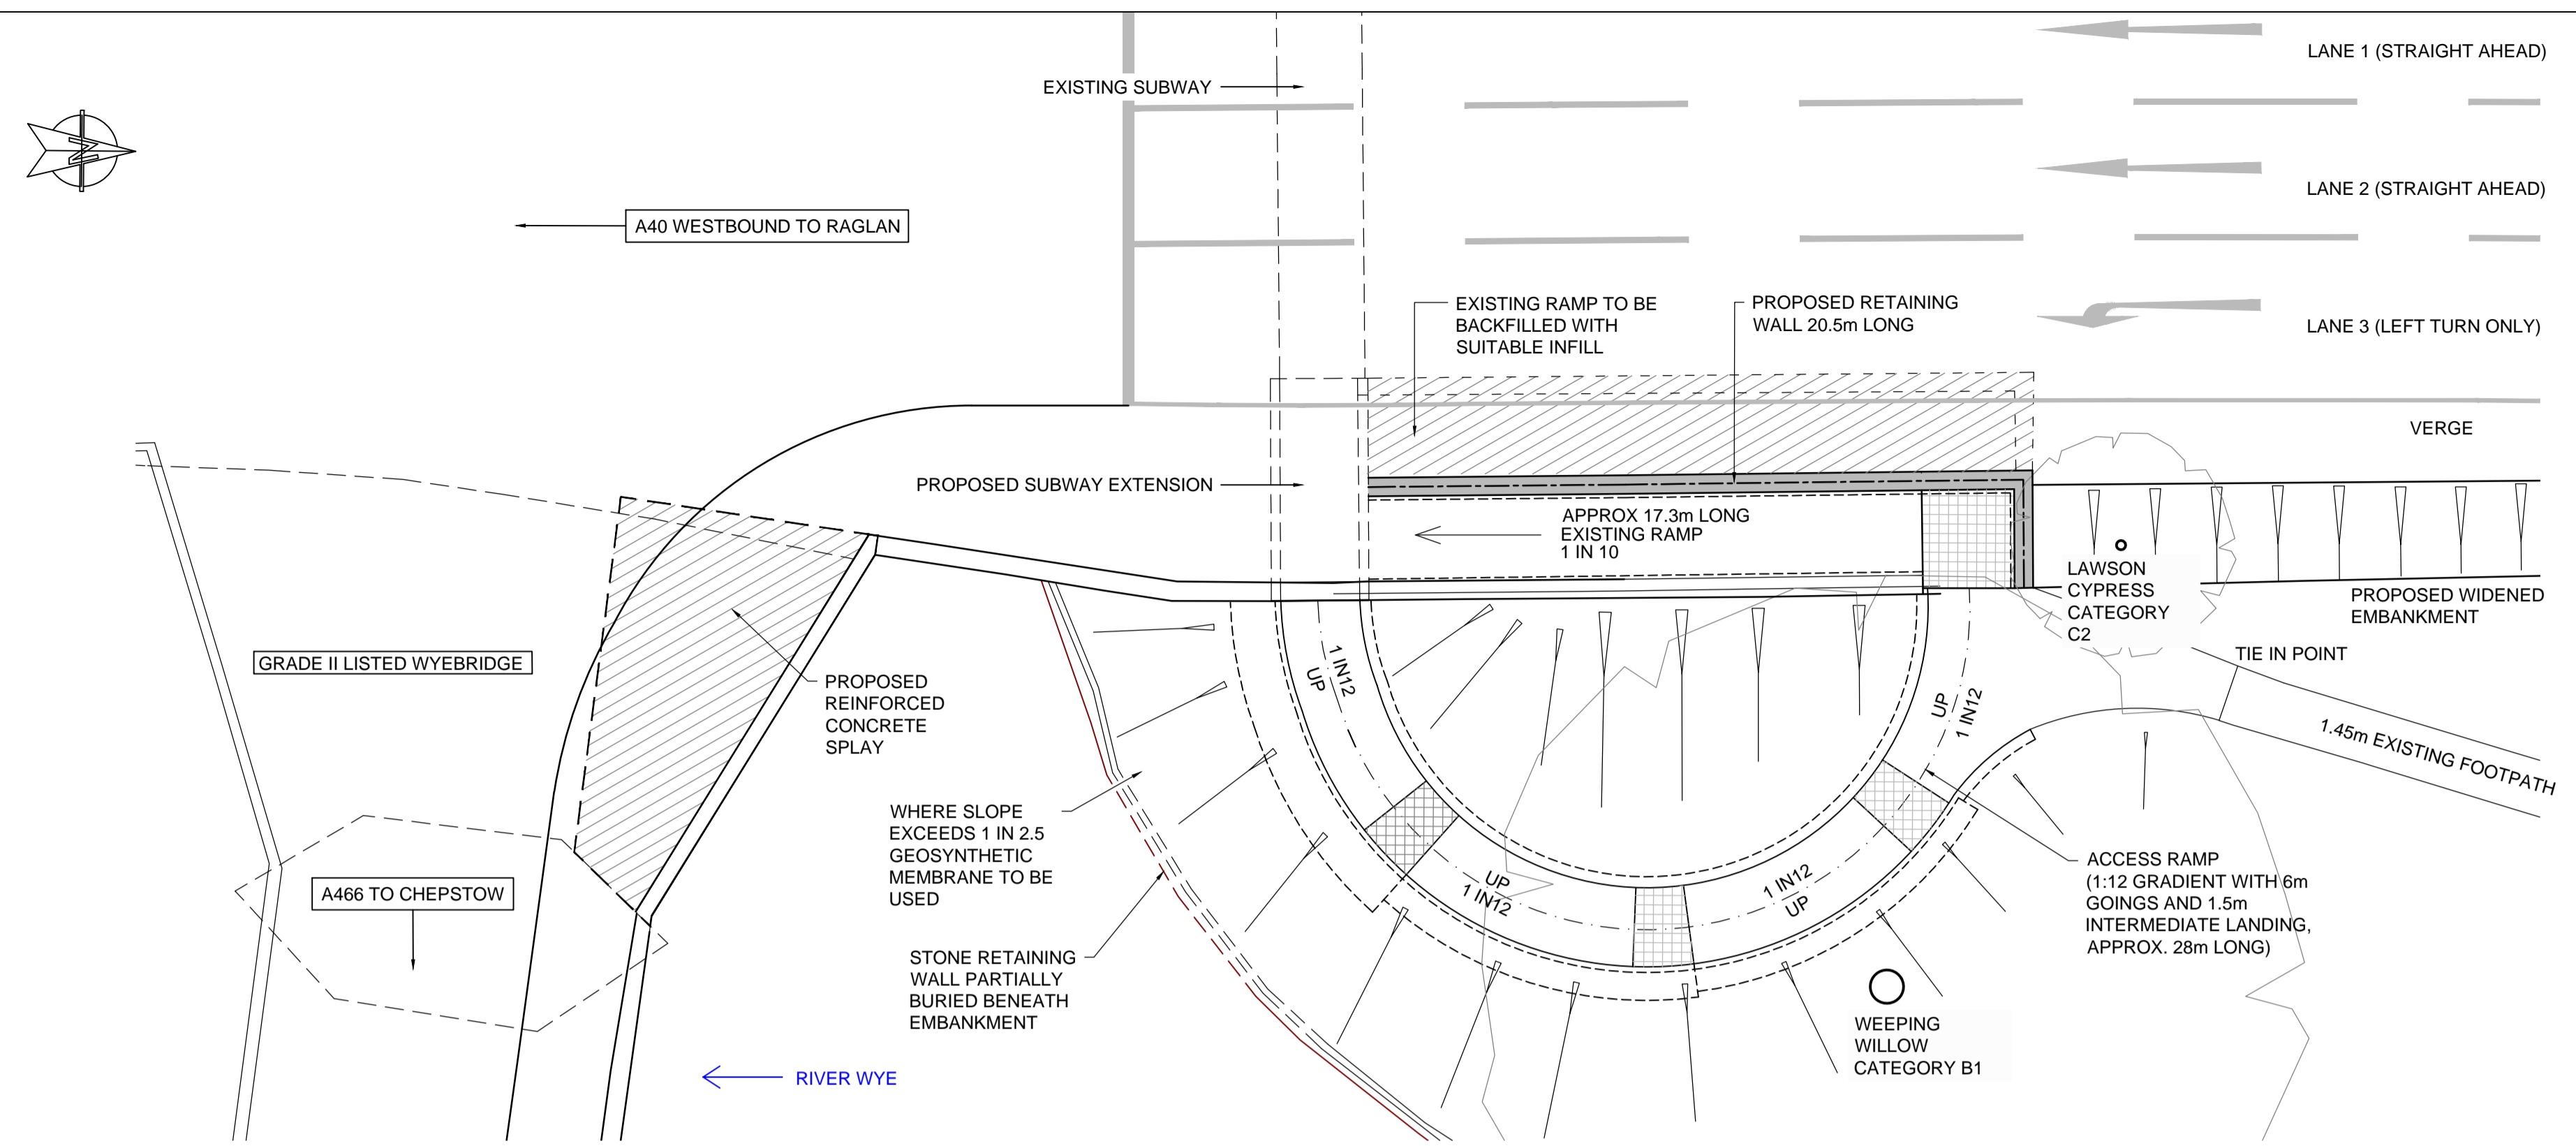 LANE 1 (STRAIGHT AHEAD)
EXISTING SUBWAY
N
LANE 2 (STRAIGHT AHEAD)
A40 WESTBOUND TO RAGLAN
EXISTING RAMP TO BE
BACKFILLED WITH
SUITABLE INFILL
PROPOSED RETAINING
WALL 20.5m LONG
LANE 3 (LEFT TURN ONLY)
VERGE
PROPOSED SUBWAY EXTENSION
APPROX 17.3m LONG
EXISTING RAMP
1 IN 10
LAWSON
CYPRESS
CATEGORY
C2
PROPOSED WIDENED
EMBANKMENT
TIE IN POINT
1.45m EXISTING FOOTPATH
GRADE II LISTED WYEBRIDGE
PROPOSED
REINFORCED
CONCRETE
SPLAY
1 IN12
UP
UP
1 IN12
WHERE SLOPE
EXCEEDS 1 IN 2.5
GEOSYNTHETIC
MEMBRANE TO BE
USED
UP
1 IN12
1 IN12
UP
ACCESS RAMP
(1:12 GRADIENT WITH 6m
GOINGS AND 1.5m
INTERMEDIATE LANDING,
APPROX. 28m LONG)
A466 TO CHEPSTOW
STONE RETAINING
WALL PARTIALLY
BURIED BENEATH
EMBANKMENT
WEEPING
WILLOW
CATEGORY B1
RIVER WYE